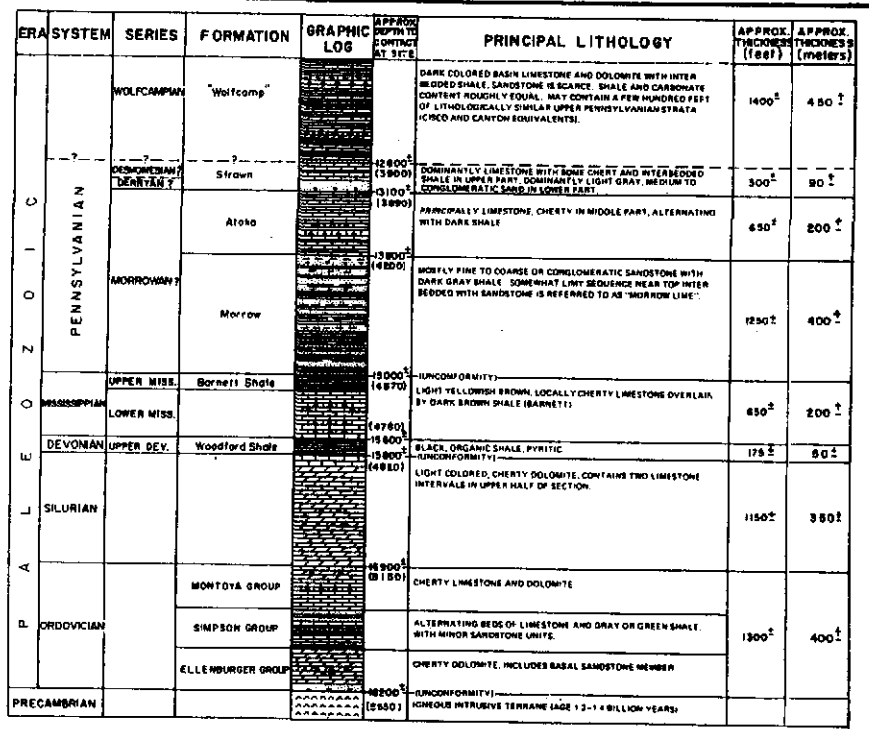 ERA SYSTEM SERIES FORMATION GRAPHIC LOG APPROX. DEPTH TO CONTACT AT SITE PRINCIPAL LITHOLOGY APPROX. THICKNESS (feet) APPROX. THICKNESS (meters)
PALEOZOIC
WOLFCAMPIAN "Wolfcamp"
DARK COLORED BASIN LIMESTONE AND DOLOMITE WITH INTER
BEDDED SHALE, SANDSTONE IS SCARCE. SHALE AND CARBONATE
CONTENT ROUGHLY EQUAL. MAY CONTAIN A FEW HUNDRED FEET
OF LITHOLOGICALLY SIMILAR UPPER PENNSYLVANIAN STRATA
(CISCO AND CANYON EQUIVALENTS).
1400± 450±
? ? ?
12800±
(3900)
PENNSYLVANIAN
DESMOINESIAN?
DERRYAN ?
Strawn
DOMINANTLY LIMESTONE WITH SOME CHERT AND INTERBEDDED
SHALE IN UPPER PART, DOMINANTLY LIGHT GRAY, MEDIUM TO
CONGLOMERATIC SAND IN LOWER PART.
300± 90±
13100±
(3990)
Atoka
PRINCIPALLY LIMESTONE, CHERTY IN MIDDLE PART, ALTERNATING
WITH DARK SHALE
650± 200±
13800±
(4200)
MORROWAN?
Morrow
MOSTLY FINE TO COARSE OR CONGLOMERATIC SANDSTONE WITH
DARK GRAY SHALE. SOMEWHAT LIMY SEQUENCE NEAR TOP INTER
BEDDED WITH SANDSTONE IS REFERRED TO AS "MORROW LIME".
1250± 400±
15000± (UNCONFORMITY)
(4570)
MISSISSIPPIAN
UPPER MISS. Barnett Shale
LOWER MISS.
LIGHT YELLOWISH BROWN, LOCALLY CHERTY LIMESTONE OVERLAIN
BY DARK BROWN SHALE (BARNETT)
650± 200±
(4760)
15600±
DEVONIAN UPPER DEV. Woodford Shale
BLACK, ORGANIC SHALE, PYRITIC
175± 50±
15800± (UNCONFORMITY)
(4810)
SILURIAN
LIGHT COLORED, CHERTY DOLOMITE, CONTAINS TWO LIMESTONE
INTERVALS IN UPPER HALF OF SECTION.
1150± 350±
16900±
(5150)
ORDOVICIAN
MONTOYA GROUP CHERTY LIMESTONE AND DOLOMITE
SIMPSON GROUP
ALTERNATING BEDS OF LIMESTONE AND GRAY OR GREEN SHALE,
WITH MINOR SANDSTONE UNITS.
1300± 400±
ELLENBURGER GROUP CHERTY DOLOMITE, INCLUDES BASAL SANDSTONE MEMBER
18200± (UNCONFORMITY)
(5550)
PRECAMBRIAN IGNEOUS INTRUSIVE TERRANE (AGE 1.3-1.4 BILLION YEARS)